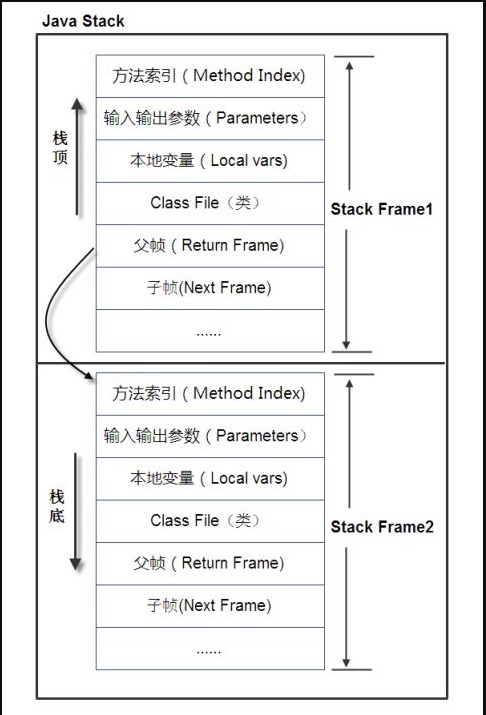 Java Stack
方法索引 ( Method Index)
输入输出参数 ( Parameters）
本地变量 ( Local vars)
Class File（类）
父帧 ( Return Frame)
子帧(Next Frame)
......
栈顶
Stack Frame1
方法索引 ( Method Index)
输入输出参数 ( Parameters）
本地变量 ( Local vars)
Class File（类）
父帧 ( Return Frame)
子帧(Next Frame)
......
栈底
Stack Frame2